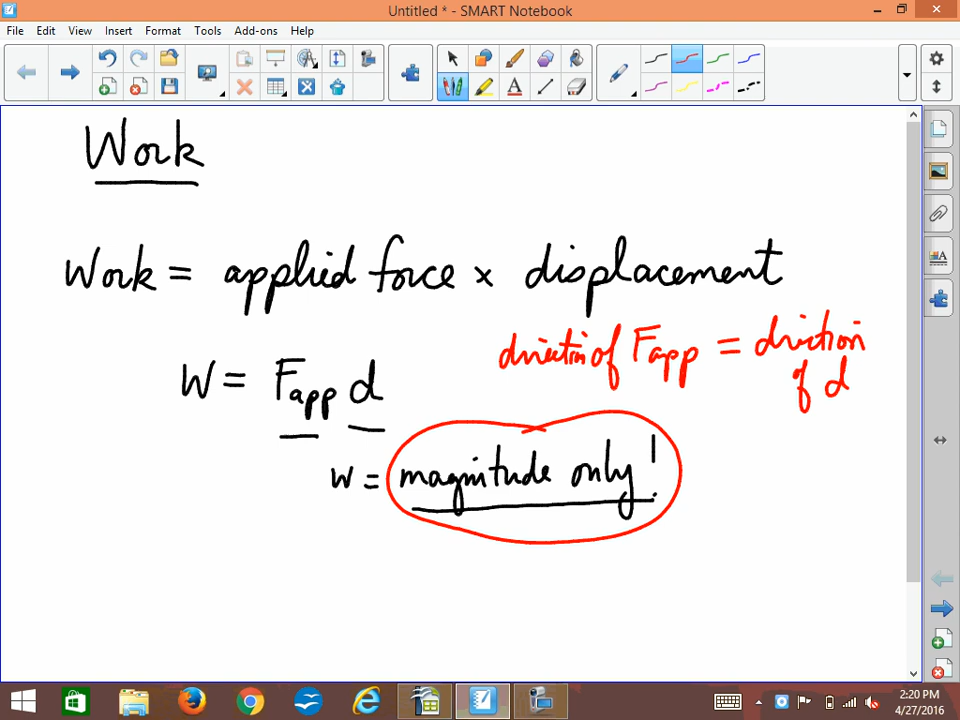 Untitled * - SMART Notebook
File Edit View Insert Format Tools Add-ons Help
Work
Work = applied force x displacement
direction of Fapp = direction
of d
W = Fapp d
W = magnitude only!
2:20 PM
4/27/2016